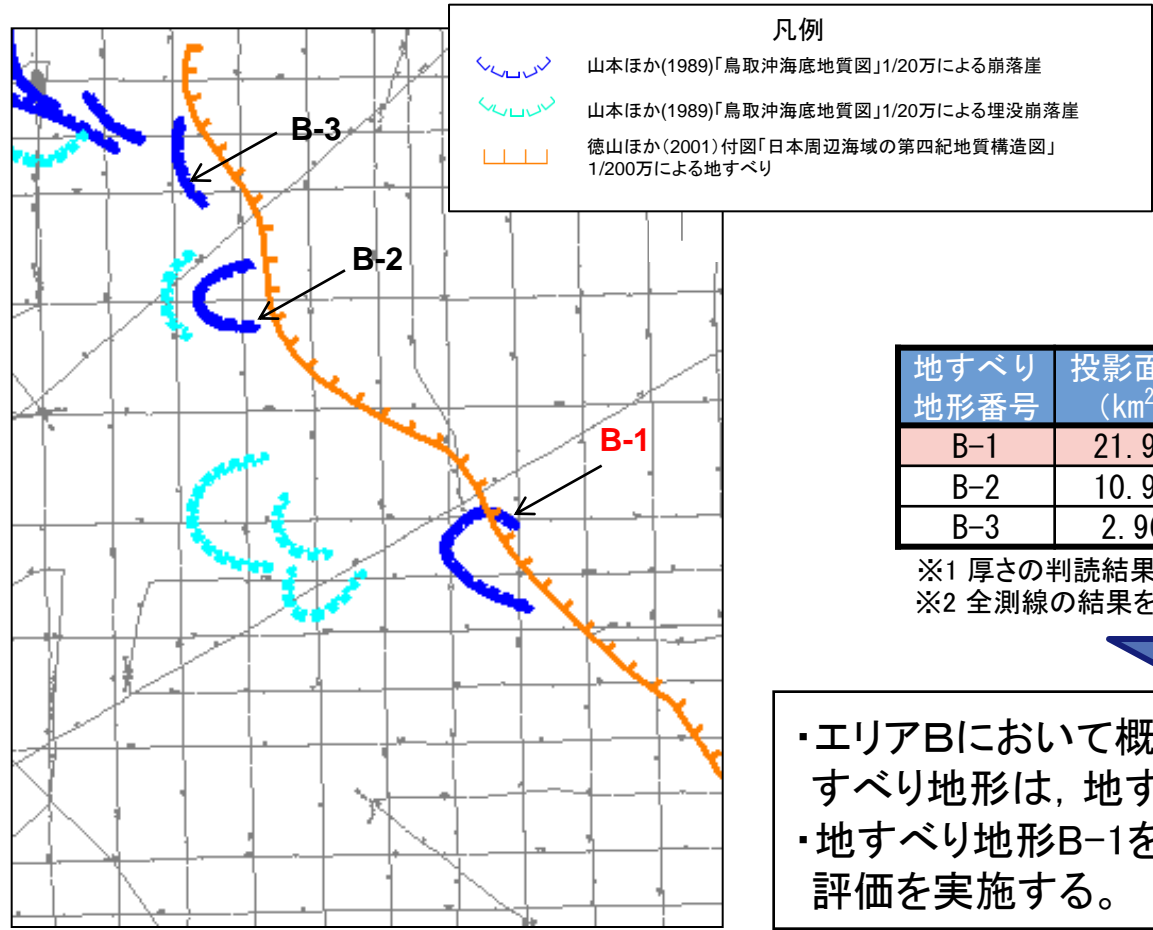 凡例
山本ほか(1989)「鳥取沖海底地質図」1/20万による崩落崖
山本ほか(1989)「鳥取沖海底地質図」1/20万による埋没崩落崖
徳山ほか(2001)付図「日本周辺海域の第四紀地質構造図」
1/200万による地すべり
B-3
B-2
B-1
地すべり 投影面
地形番号 (km2
B-1 21.9
B-2 10.9
B-3 2.9
※1 厚さの判読結果
※2 全測線の結果を
・エリアBにおいて概
すべり地形は,地す
・地すべり地形B-1を
評価を実施する。